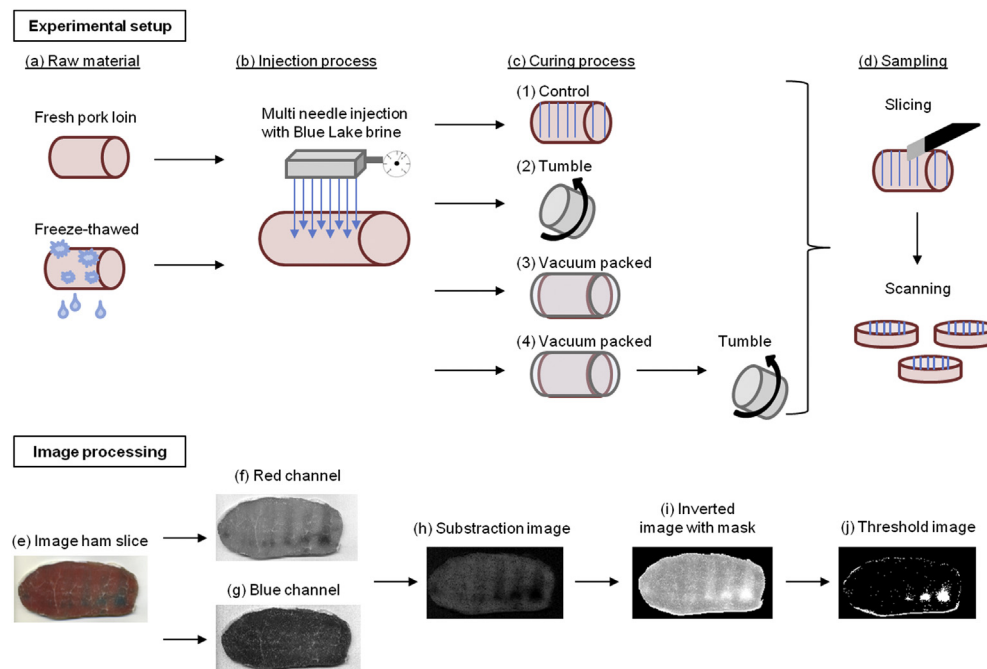 Experimental setup
(a) Raw material
(b) Injection process
(c) Curing process
(d) Sampling
Fresh pork loin
Freeze-thawed
Multi needle injection
with Blue Lake brine
(1) Control
(2) Tumble
(3) Vacuum packed
(4) Vacuum packed
Tumble
Slicing
Scanning
Image processing
(e) Image ham slice
(f) Red channel
(g) Blue channel
(h) Substraction image
(i) Inverted
image with mask
(j) Threshold image